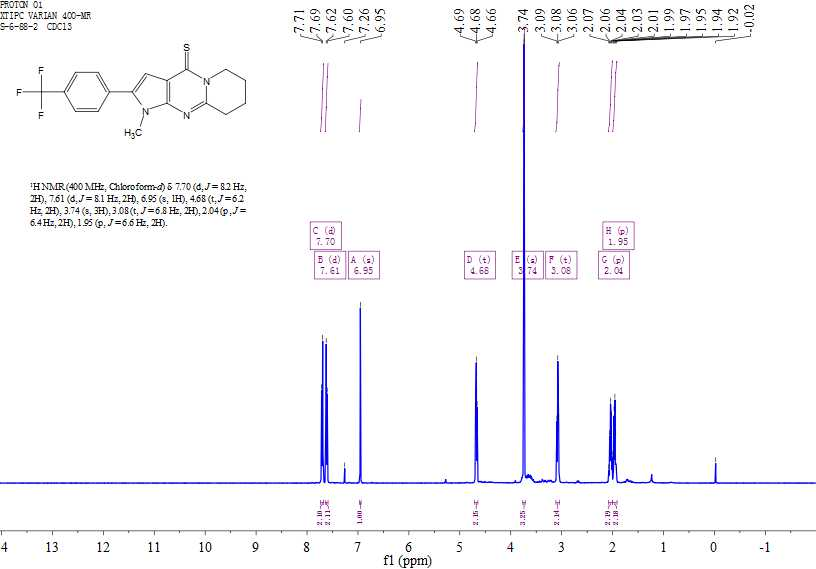 PROTON 01
XTIPC VARIAN 400-MR
S-6-88-2 CDCl3
7.71
7.69
7.62
7.60
7.26
6.95
4.69
4.68
4.66
3.74
3.09
3.08
3.06
2.07
2.06
2.04
2.03
2.01
1.99
1.97
1.95
1.94
1.92
-0.02
S
F
F
F
N
N
N
H₃C
¹H NMR (400 MHz, Chloroform-d) δ 7.70 (d, J = 8.2 Hz,
2H), 7.61 (d, J = 8.1 Hz, 2H), 6.95 (s, 1H), 4.68 (t, J = 6.2
Hz, 2H), 3.74 (s, 3H), 3.08 (t, J = 6.8 Hz, 2H), 2.04 (p, J =
6.4 Hz, 2H), 1.95 (p, J = 6.6 Hz, 2H).
C (d)
7.70
H (p)
1.95
B (d)
7.61
A (s)
6.95
D (t)
4.68
E (s)
3.74
F (t)
3.08
G (p)
2.04
2.10
2.11
1.00
2.15
3.25
2.14
2.19
2.18
4 13 12 11 10 9 8 7 6 5 4 3 2 1 0 -1
f1 (ppm)